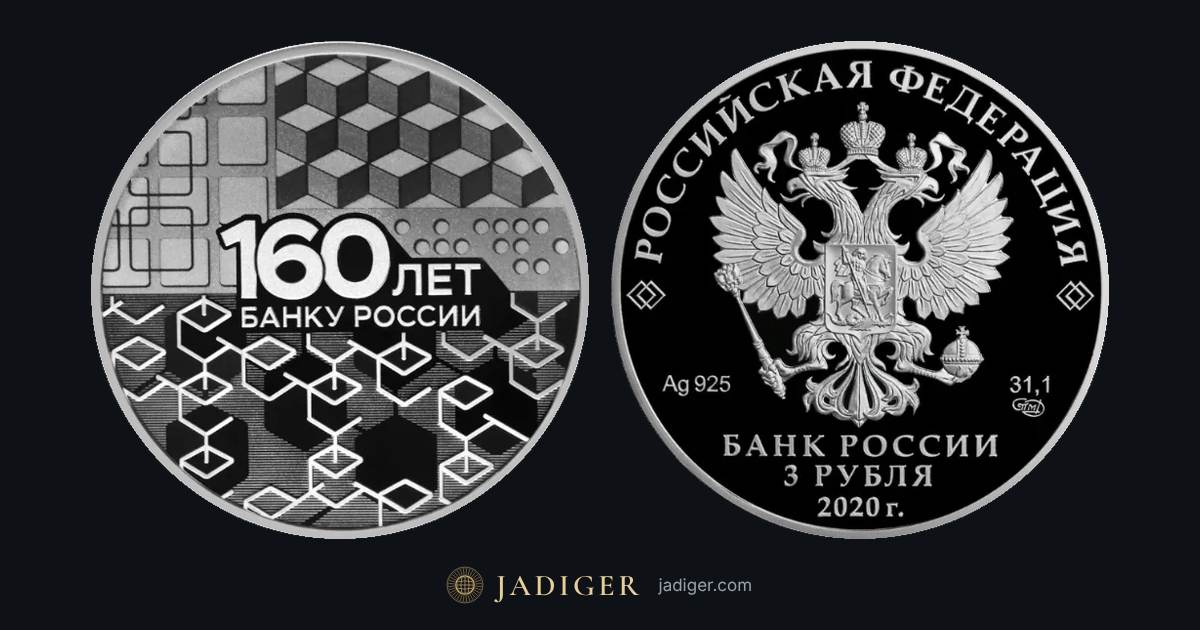 160 ЛЕТ
БАНКУ РОССИИ
РОССИЙСКАЯ ФЕДЕРАЦИЯ
Ag 925
31,1
БАНК РОССИИ
3 РУБЛЯ
2020 г.
JADIGER
jadiger.com